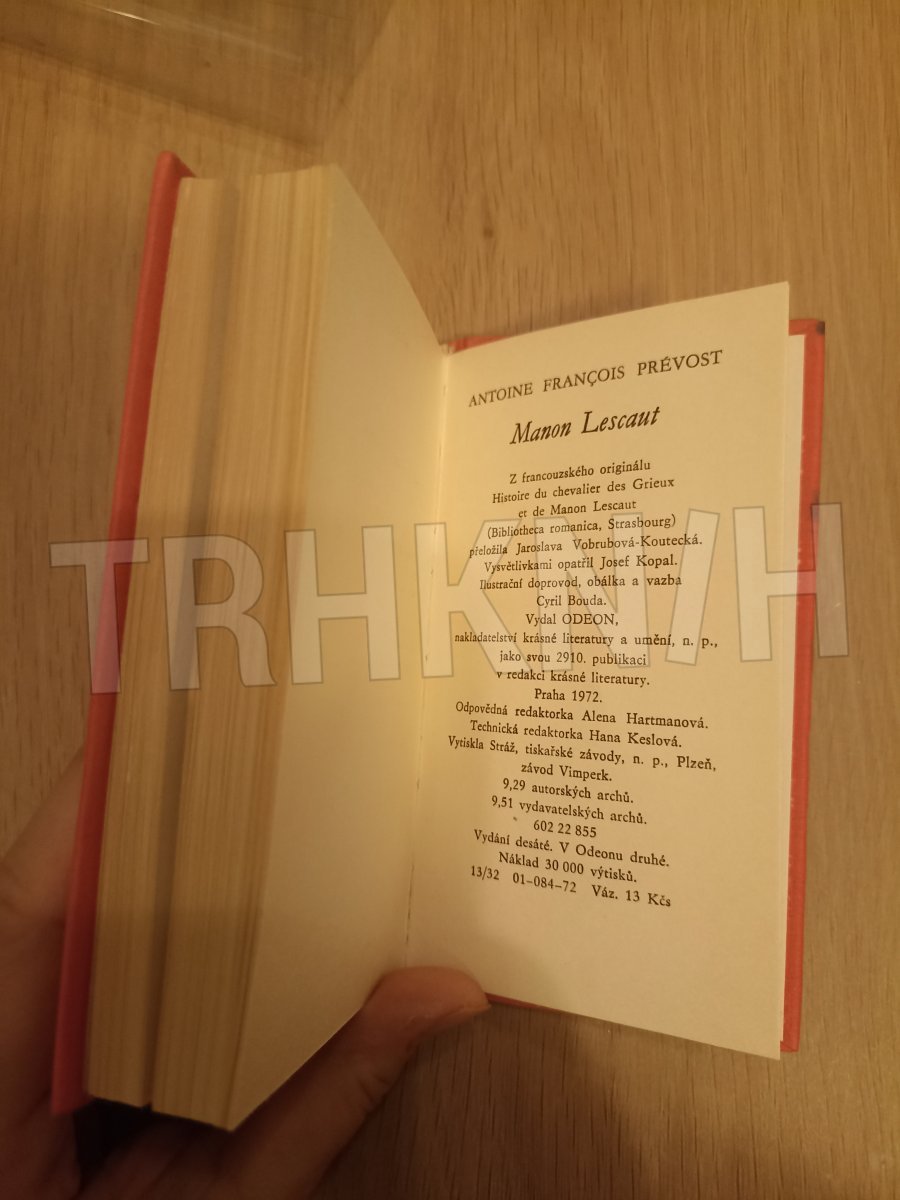 ANTOINE FRANÇOIS PRÉVOST
Manon Lescaut
Z francouzského originálu
Histoire du chevalier des Grieux
et de Manon Lescaut
(Bibliotheca romanica, Strasbourg)
přeložila Jaroslava Vobrubová-Koutecká.
Vysvětlivkami opatřil Josef Kopal.
Ilustrační doprovod, obálka a vazba
Cyril Bouda.
Vydal ODEON,
nakladatelství krásné literatury a umění, n. p.,
jako svou 2910. publikaci
v redakci krásné literatury.
Praha 1972.
Odpovědná redaktorka Alena Hartmanová.
Technická redaktorka Hana Keslová.
Vytiskla Stráž, tiskařské závody, n. p., Plzeň,
závod Vimperk.
9,29 autorských archů.
9,51 vydavatelských archů.
602 22 855
Vydání desáté. V Odeonu druhé.
Náklad 30 000 výtisků.
13/32 01-084-72 Váz. 13 Kčs
TRHKNIH